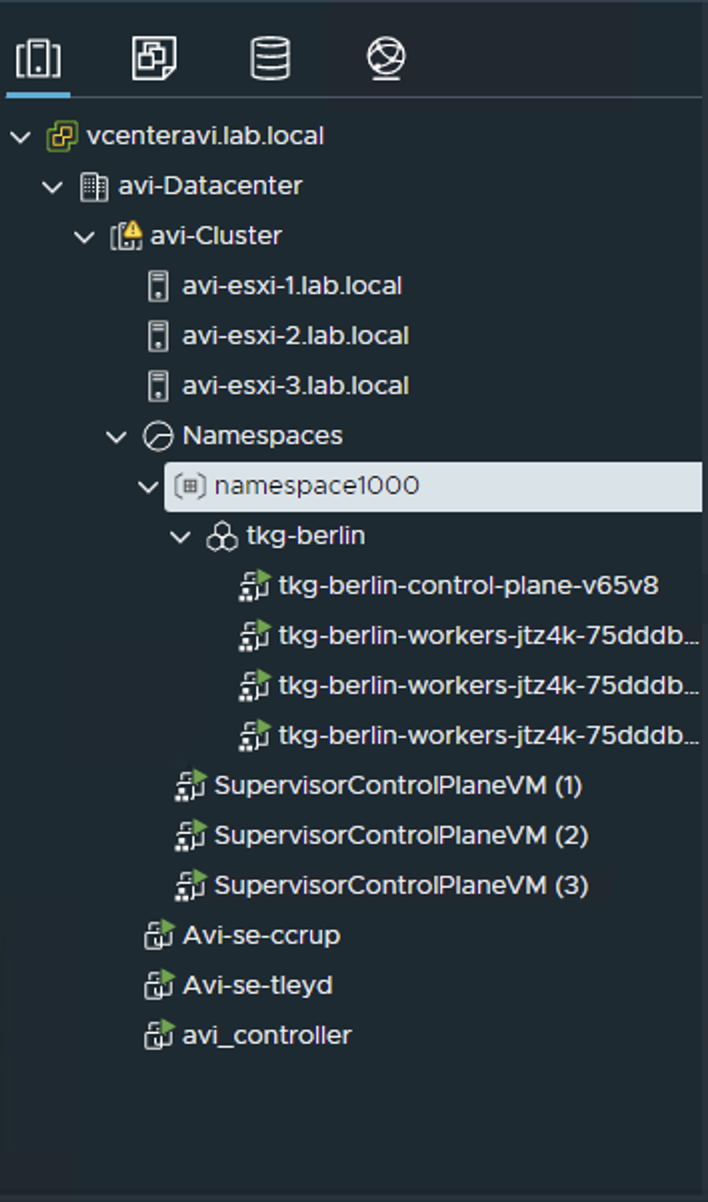 vcenteravi.lab.local
avi-Datacenter
avi-Cluster
avi-esxi-1.lab.local
avi-esxi-2.lab.local
avi-esxi-3.lab.local
Namespaces
namespace1000
tkg-berlin
tkg-berlin-control-plane-v65v8
tkg-berlin-workers-jtz4k-75dddb...
tkg-berlin-workers-jtz4k-75dddb...
tkg-berlin-workers-jtz4k-75dddb...
SupervisorControlPlaneVM (1)
SupervisorControlPlaneVM (2)
SupervisorControlPlaneVM (3)
Avi-se-ccrup
Avi-se-tleyd
avi_controller